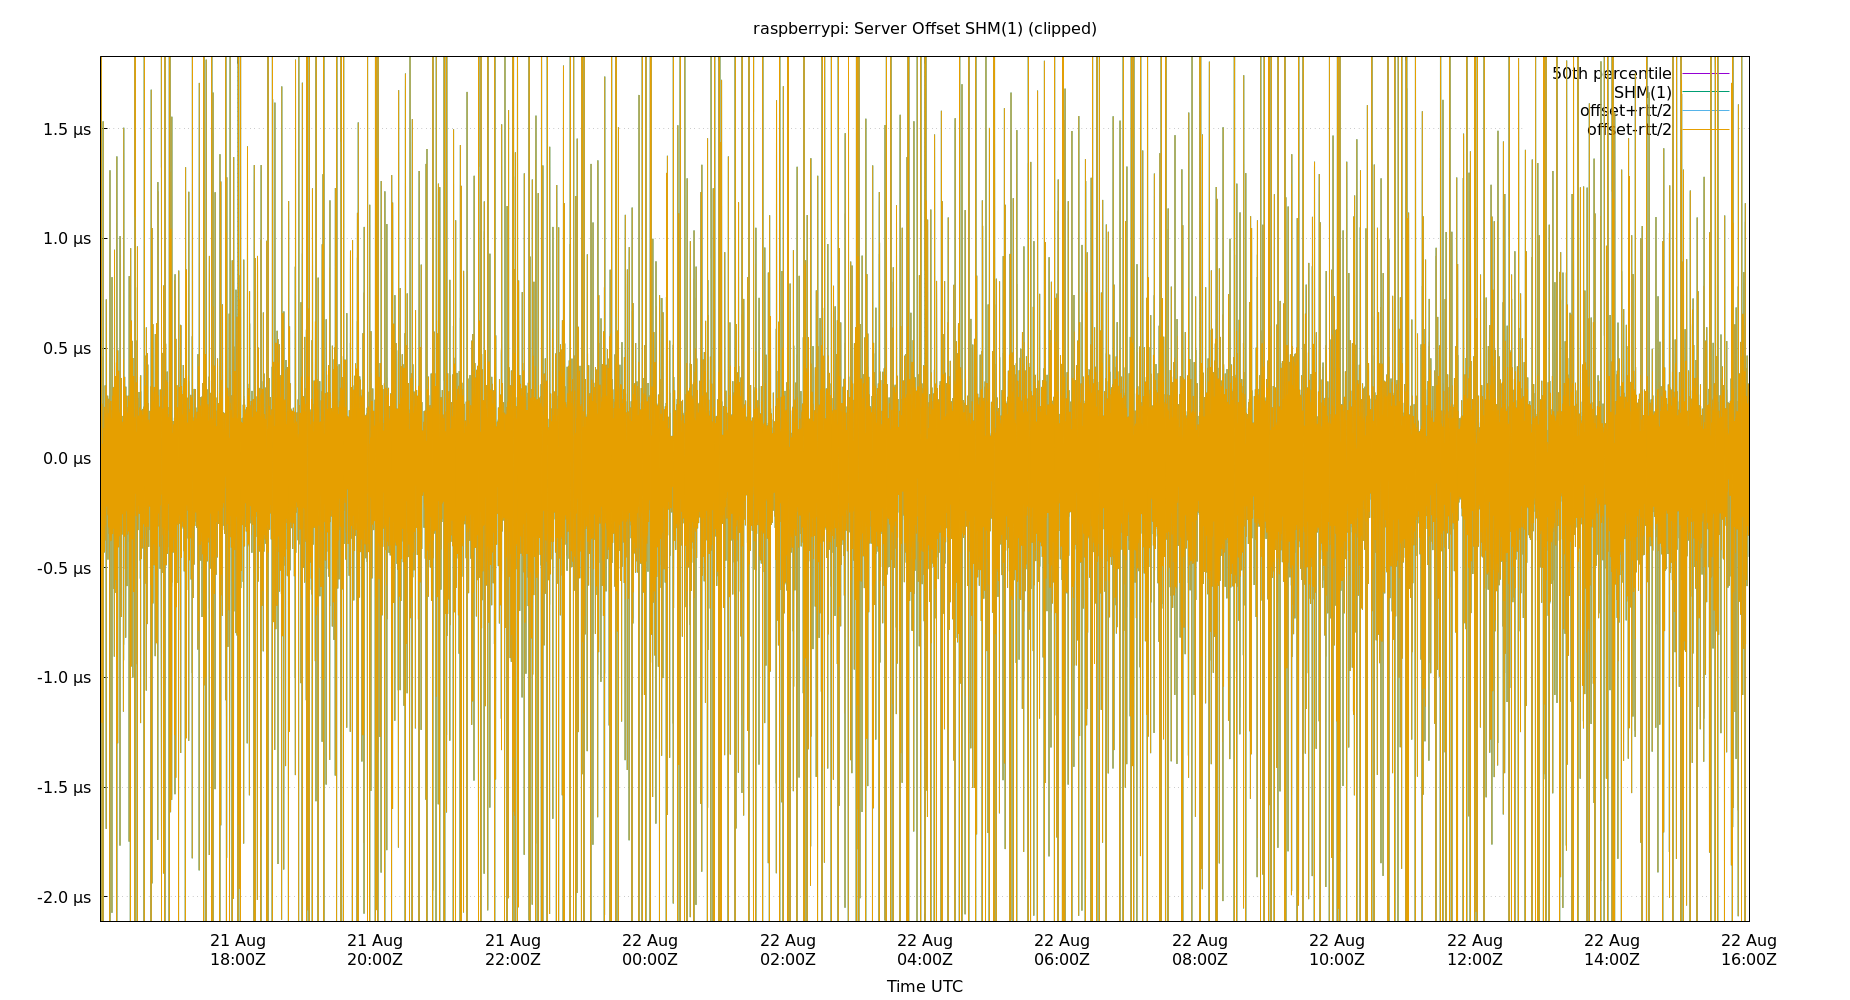 raspberrypi: Server Offset SHM(1) (clipped)
50th percentile
SHM(1)
offset+rtt/2
offset-rtt/2
1.5 µs
1.0 µs
0.5 µs
0.0 µs
-0.5 µs
-1.0 µs
-1.5 µs
-2.0 µs
21 Aug 21 Aug 21 Aug 22 Aug 22 Aug 22 Aug 22 Aug 22 Aug 22 Aug 22 Aug 22 Aug 22 Aug
18:00Z 20:00Z 22:00Z 00:00Z 02:00Z 04:00Z 06:00Z 08:00Z 10:00Z 12:00Z 14:00Z 16:00Z
Time UTC